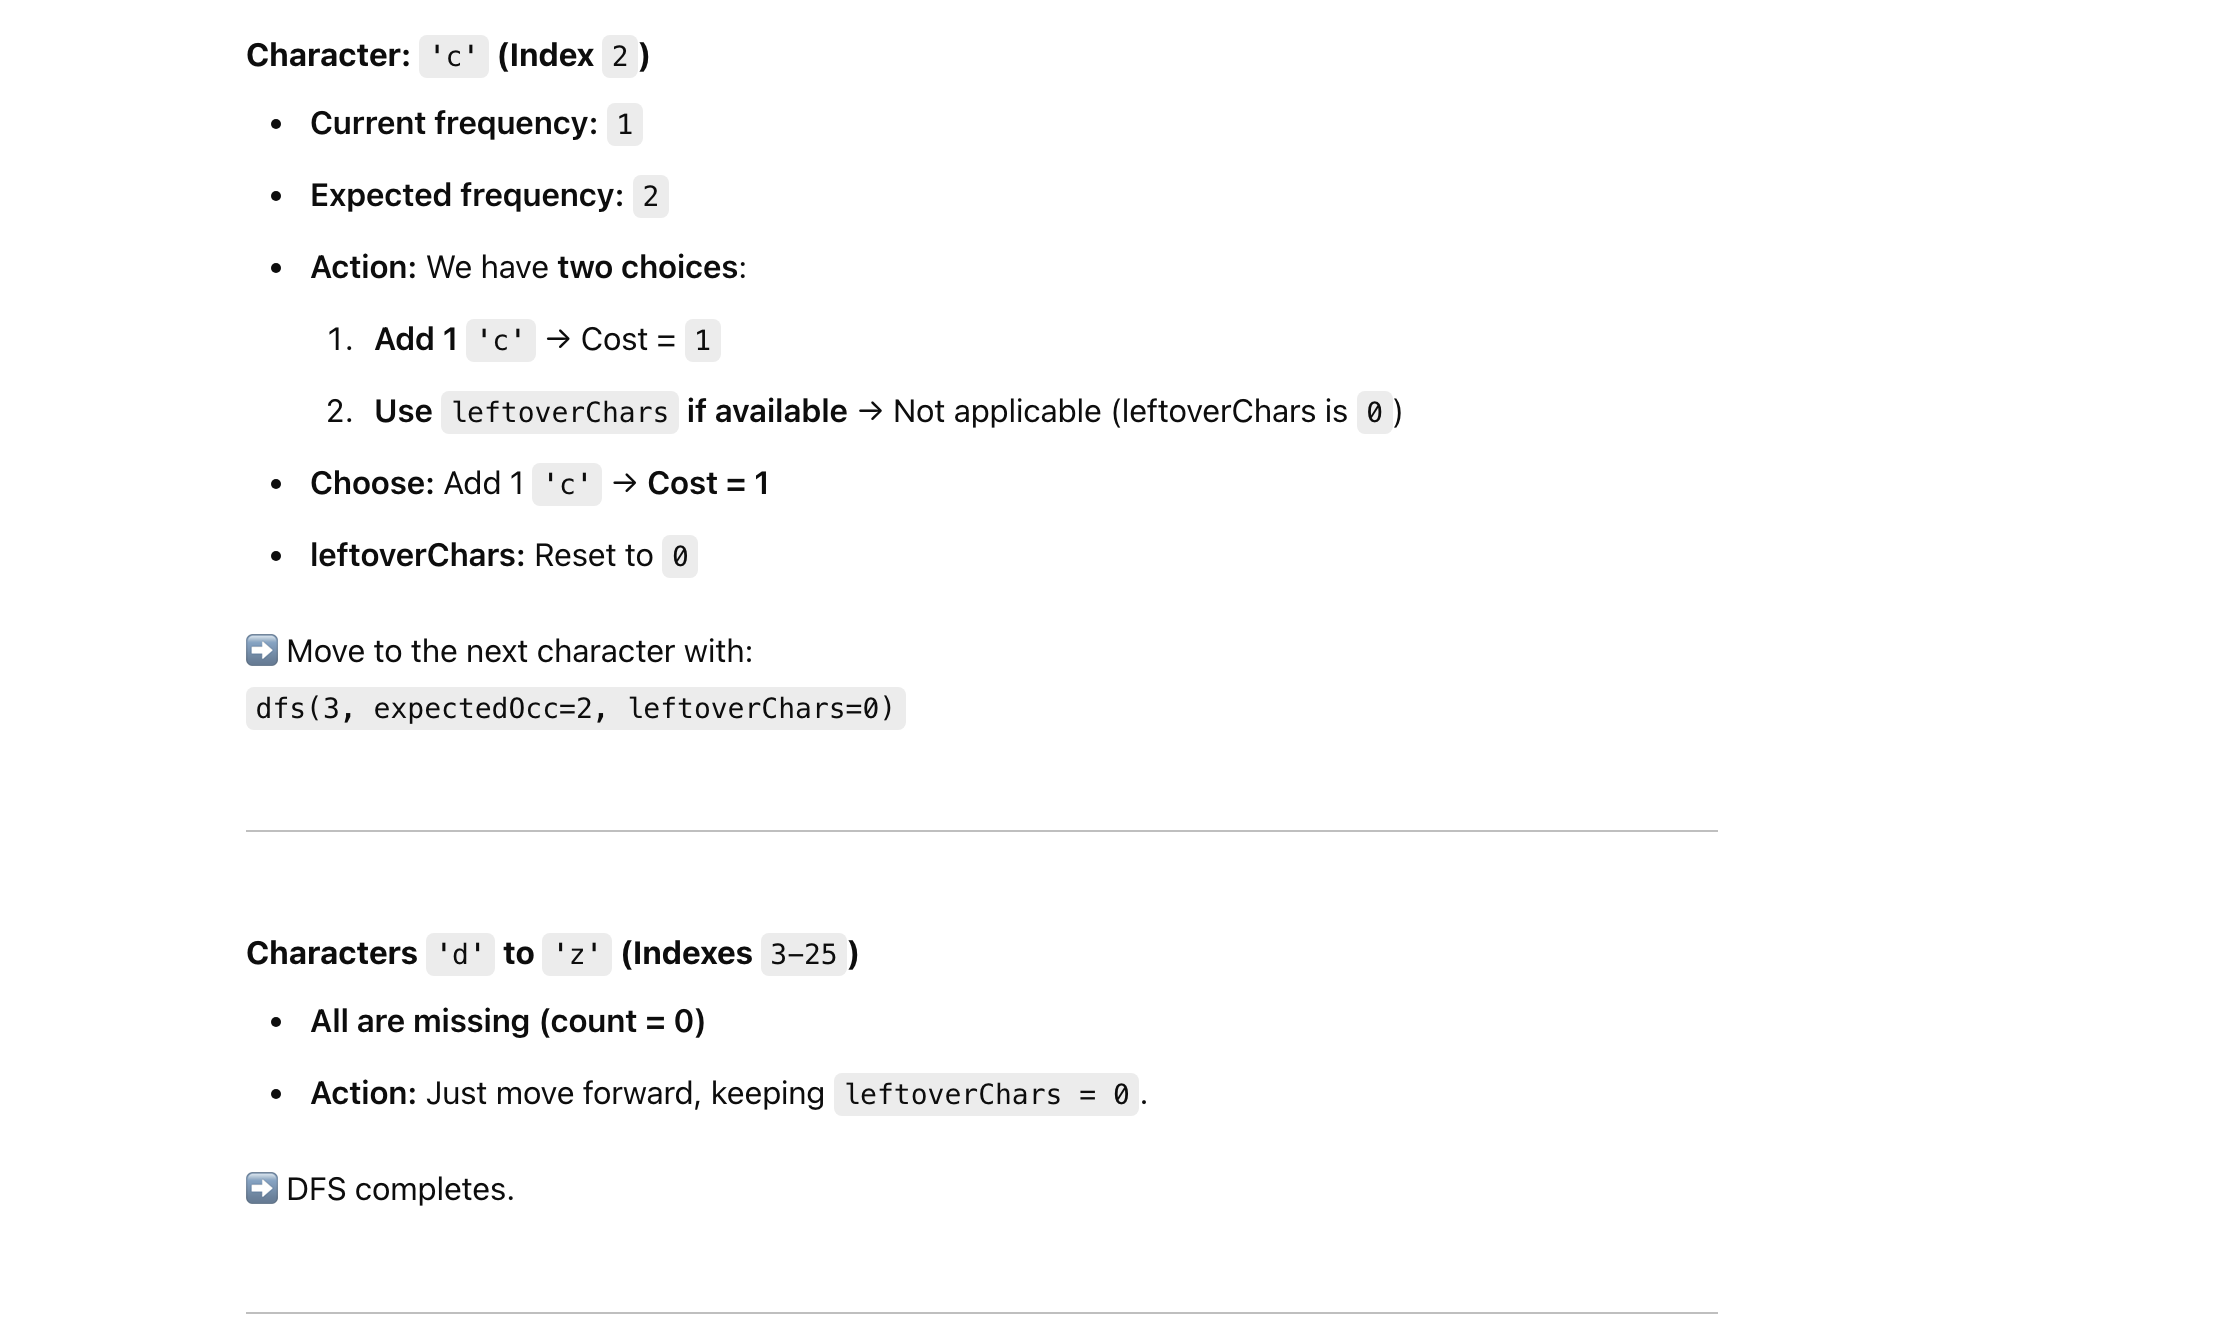 Character: 'c' (Index 2)
• Current frequency: 1
• Expected frequency: 2
• Action: We have two choices:
1. Add 1 'c' → Cost = 1
2. Use leftoverChars if available → Not applicable (leftoverChars is 0)
• Choose: Add 1 'c' → Cost = 1
• leftoverChars: Reset to 0
➡️ Move to the next character with:
dfs(3, expectedOcc=2, leftoverChars=0)
Characters 'd' to 'z' (Indexes 3–25)
• All are missing (count = 0)
• Action: Just move forward, keeping leftoverChars = 0.
➡️ DFS completes.